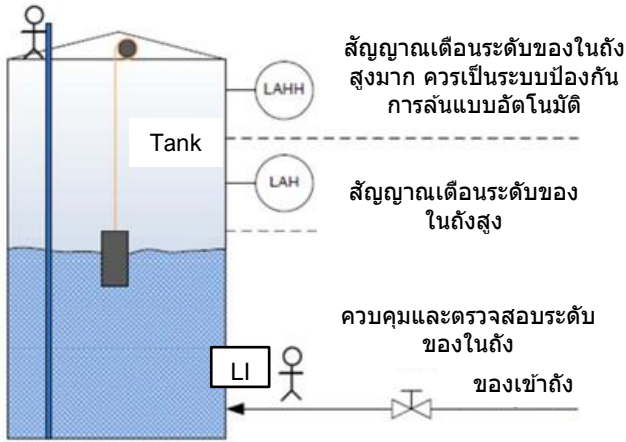 สัญญาณเตือนระดับของในถัง
สูงมาก ควรเป็นระบบป้องกัน
การล้นแบบอัตโนมัติ
LAHH
Tank
LAH
สัญญาณเตือนระดับของ
ในถังสูง
ควบคุมและตรวจสอบระดับ
ของในถัง
LI
ของเข้าถัง